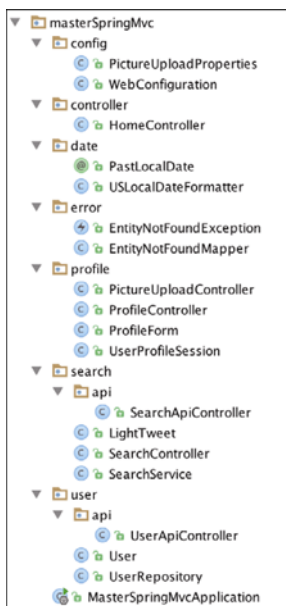 masterSpringMvc
config
PictureUploadProperties
WebConfiguration
controller
HomeController
date
PastLocalDate
USLocalDateFormatter
error
EntityNotFoundException
EntityNotFoundMapper
profile
PictureUploadController
ProfileController
ProfileForm
UserProfileSession
search
api
SearchApiController
LightTweet
SearchController
SearchService
user
api
UserApiController
User
UserRepository
MasterSpringMvcApplication